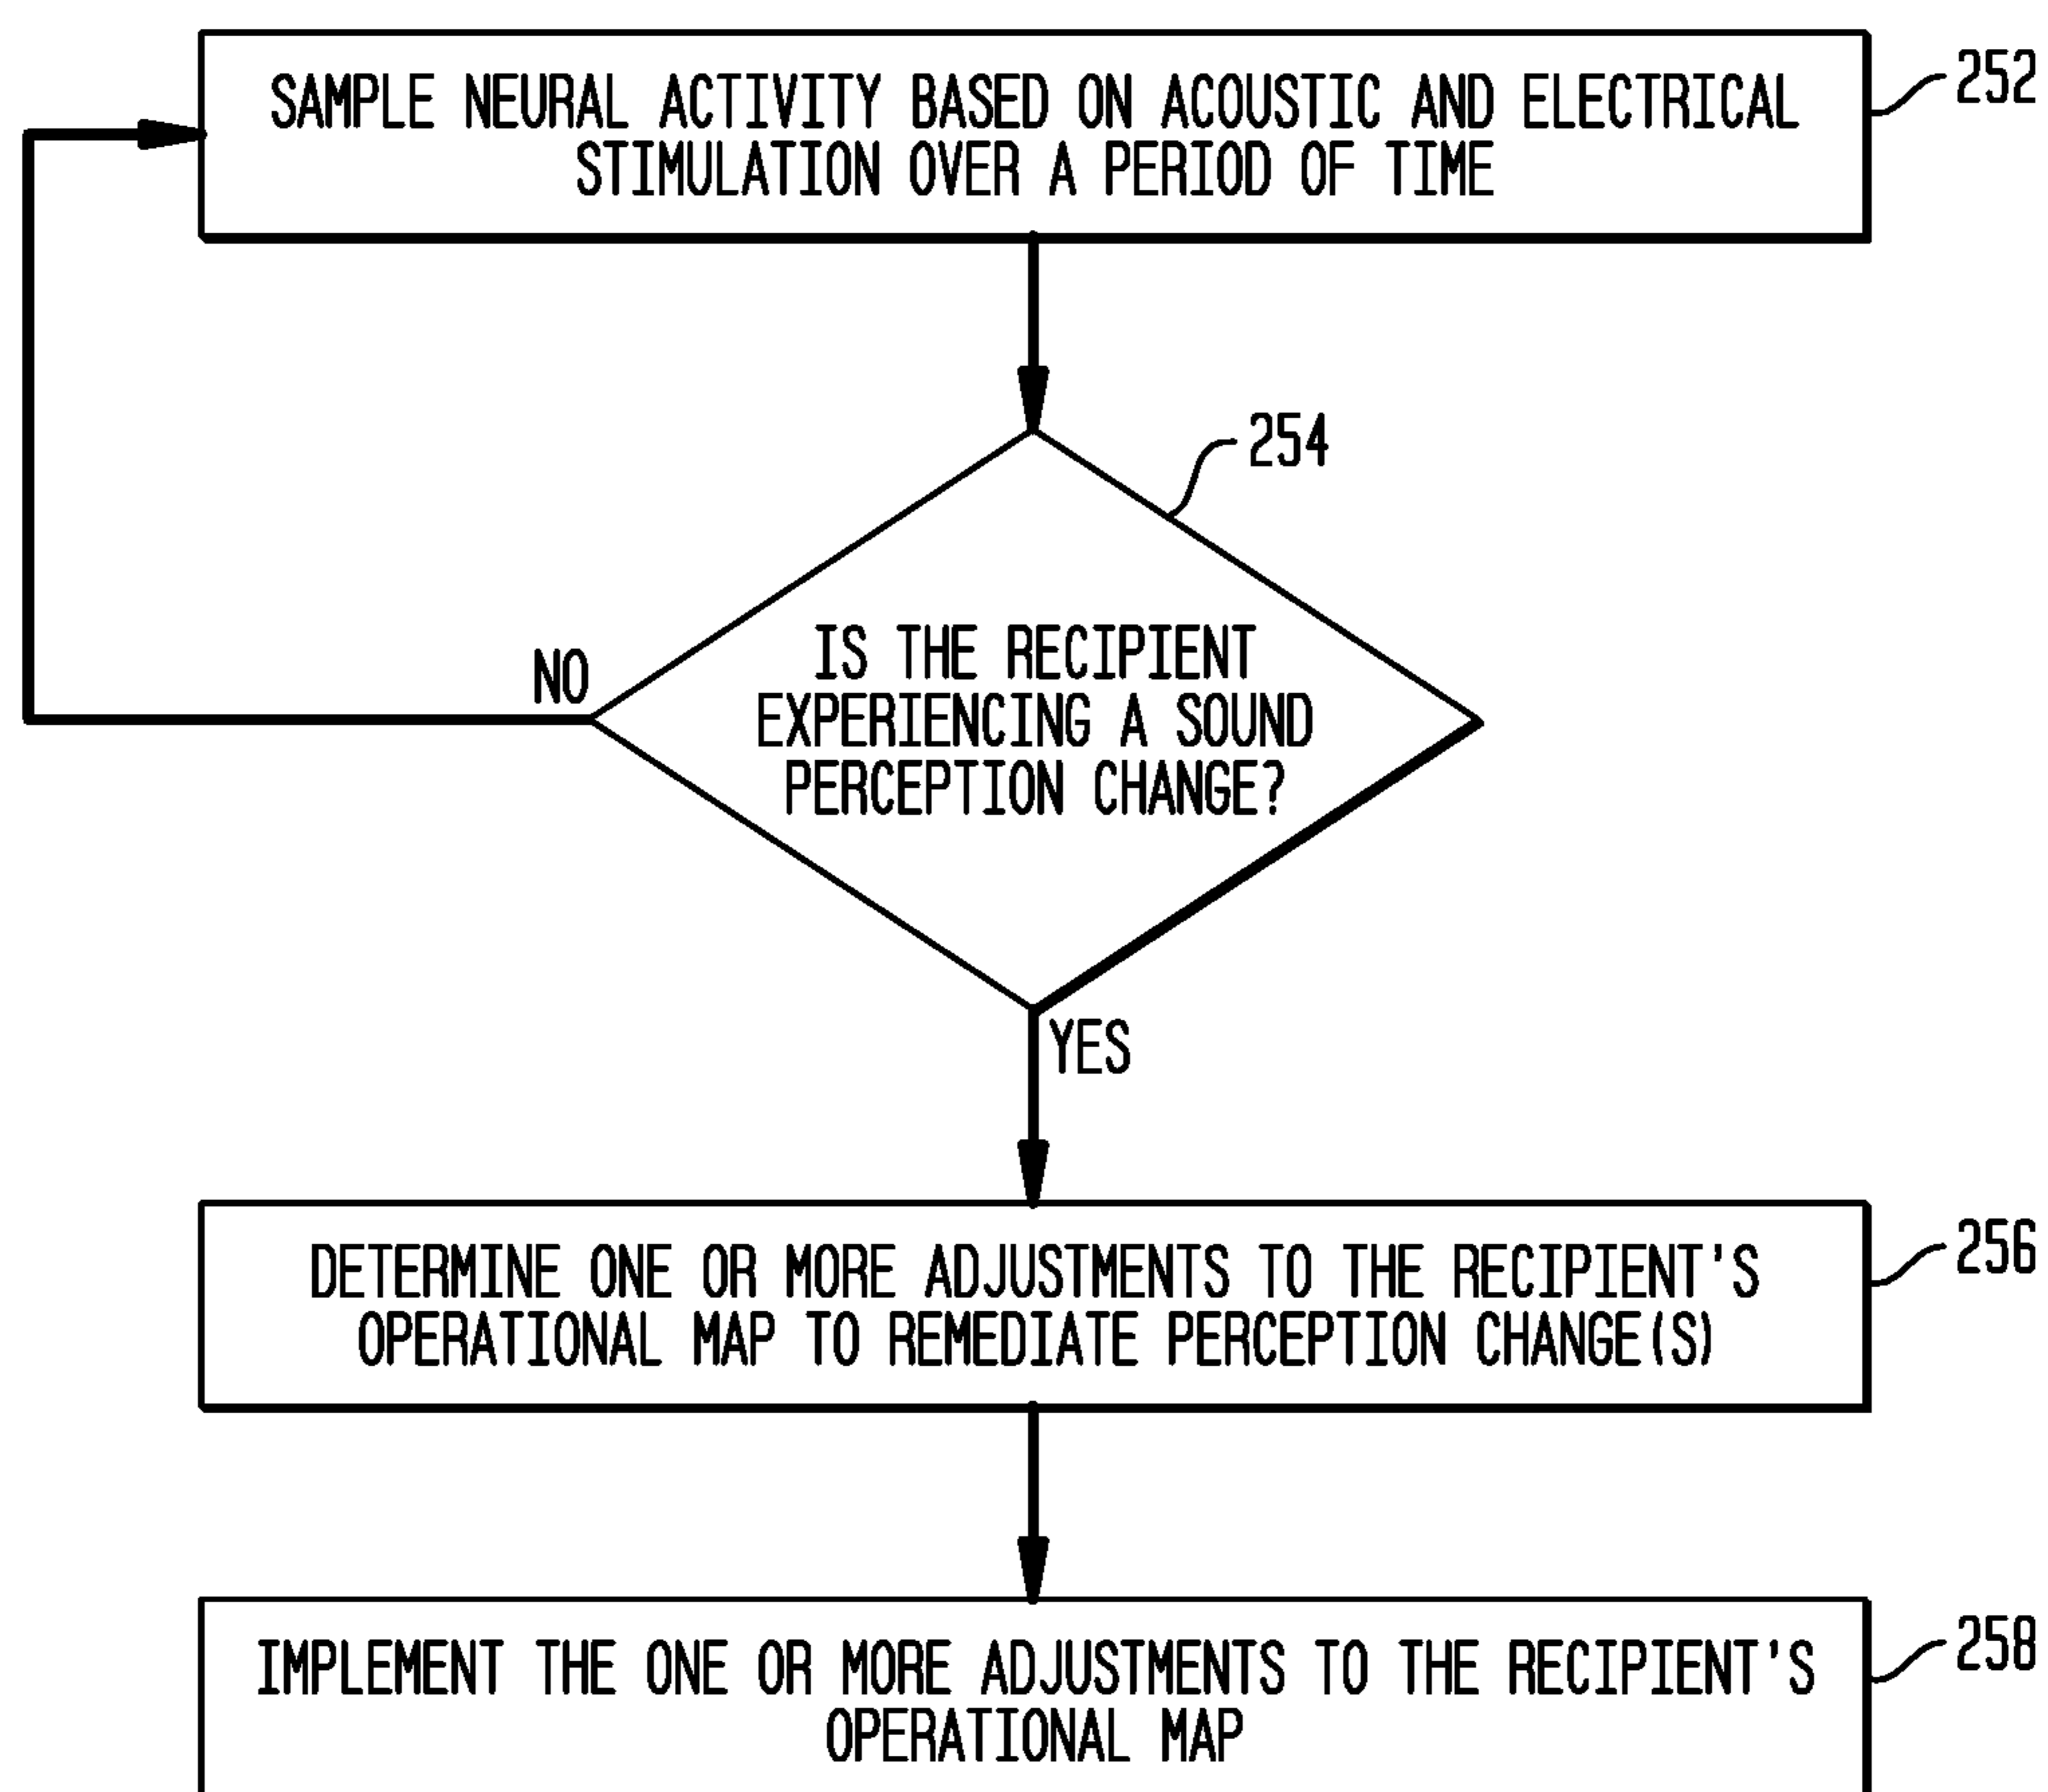 SAMPLE NEURAL ACTIVITY BASED ON ACOUSTIC AND ELECTRICAL
STIMULATION OVER A PERIOD OF TIME
252
254
IS THE RECIPIENT
EXPERIENCING A SOUND
PERCEPTION CHANGE?
NO
YES
DETERMINE ONE OR MORE ADJUSTMENTS TO THE RECIPIENT'S
OPERATIONAL MAP TO REMEDIATE PERCEPTION CHANGE(S)
256
IMPLEMENT THE ONE OR MORE ADJUSTMENTS TO THE RECIPIENT'S
OPERATIONAL MAP
258